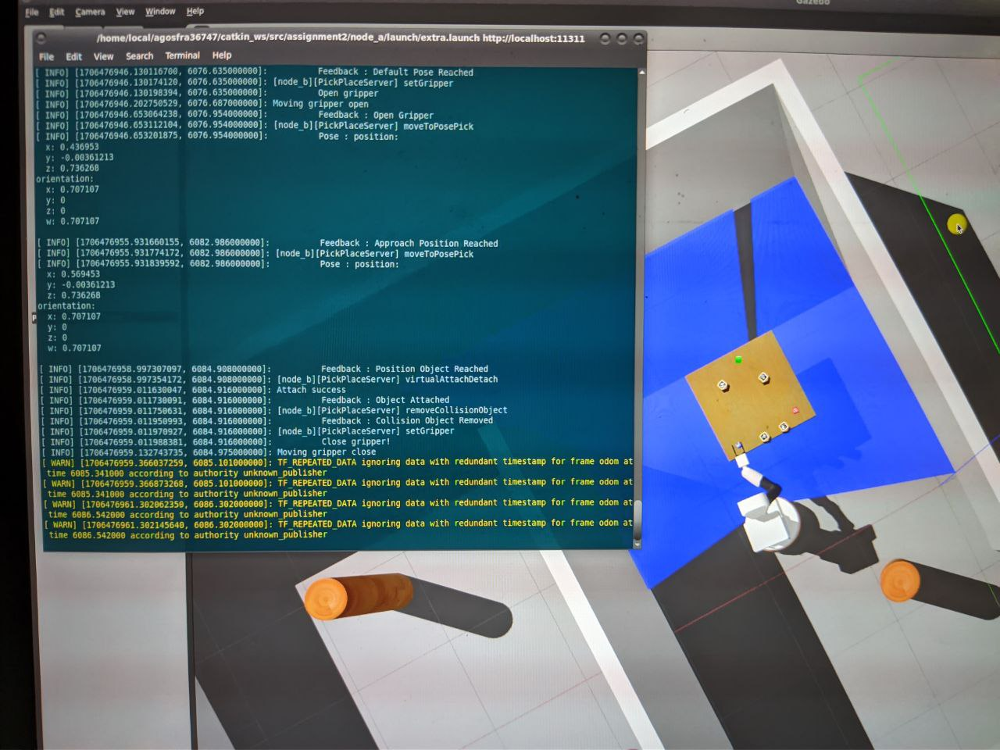 Gazebo
File Edit Camera View Window Help
/home/local/agosfra36747/catkin_ws/src/assignment2/node_a/launch/extra.launch http://localhost:11311
File Edit View Search Terminal Help
[ INFO] [1706476946.130116700, 6076.635000000]: Feedback : Default Pose Reached
[ INFO] [1706476946.130174120, 6076.635000000]: [node_b][PickPlaceServer] setGripper
[ INFO] [1706476946.130198394, 6076.635000000]: Open gripper
[ INFO] [1706476946.202750529, 6076.687000000]: Moving gripper open
[ INFO] [1706476946.653064238, 6076.954000000]: Feedback : Open Gripper
[ INFO] [1706476946.653112104, 6076.954000000]: [node_b][PickPlaceServer] moveToPosePick
[ INFO] [1706476946.653201875, 6076.954000000]: Pose : position:
x: 0.436953
y: -0.00361213
z: 0.736268
orientation:
x: 0.707107
y: 0
z: 0
w: 0.707107
[ INFO] [1706476955.931660155, 6082.986000000]: Feedback : Approach Position Reached
[ INFO] [1706476955.931774172, 6082.986000000]: [node_b][PickPlaceServer] moveToPosePick
[ INFO] [1706476955.931839592, 6082.986000000]: Pose : position:
x: 0.569453
y: -0.00361213
z: 0.736268
orientation:
x: 0.707107
y: 0
z: 0
w: 0.707107
[ INFO] [1706476958.997307097, 6084.908000000]: Feedback : Position Object Reached
[ INFO] [1706476958.997354172, 6084.908000000]: [node_b][PickPlaceServer] virtualAttachDetach
[ INFO] [1706476959.011630047, 6084.916000000]: Attach success
[ INFO] [1706476959.011730091, 6084.916000000]: Feedback : Object Attached
[ INFO] [1706476959.011750631, 6084.916000000]: [node_b][PickPlaceServer] removeCollisionObject
[ INFO] [1706476959.011950993, 6084.916000000]: Feedback : Collision Object Removed
[ INFO] [1706476959.011970927, 6084.916000000]: [node_b][PickPlaceServer] setGripper
[ INFO] [1706476959.011988381, 6084.916000000]: Close gripper!
[ INFO] [1706476959.132743735, 6084.975000000]: Moving gripper close
[ WARN] [1706476959.366037259, 6085.101000000]: TF_REPEATED_DATA ignoring data with redundant timestamp for frame odom at
time 6085.341000 according to authority unknown_publisher
[ WARN] [1706476959.366873268, 6085.101000000]: TF_REPEATED_DATA ignoring data with redundant timestamp for frame odom at
time 6085.341000 according to authority unknown_publisher
[ WARN] [1706476961.302062350, 6086.302000000]: TF_REPEATED_DATA ignoring data with redundant timestamp for frame odom at
time 6086.542000 according to authority unknown_publisher
[ WARN] [1706476961.302145640, 6086.302000000]: TF_REPEATED_DATA ignoring data with redundant timestamp for frame odom at
time 6086.542000 according to authority unknown_publisher